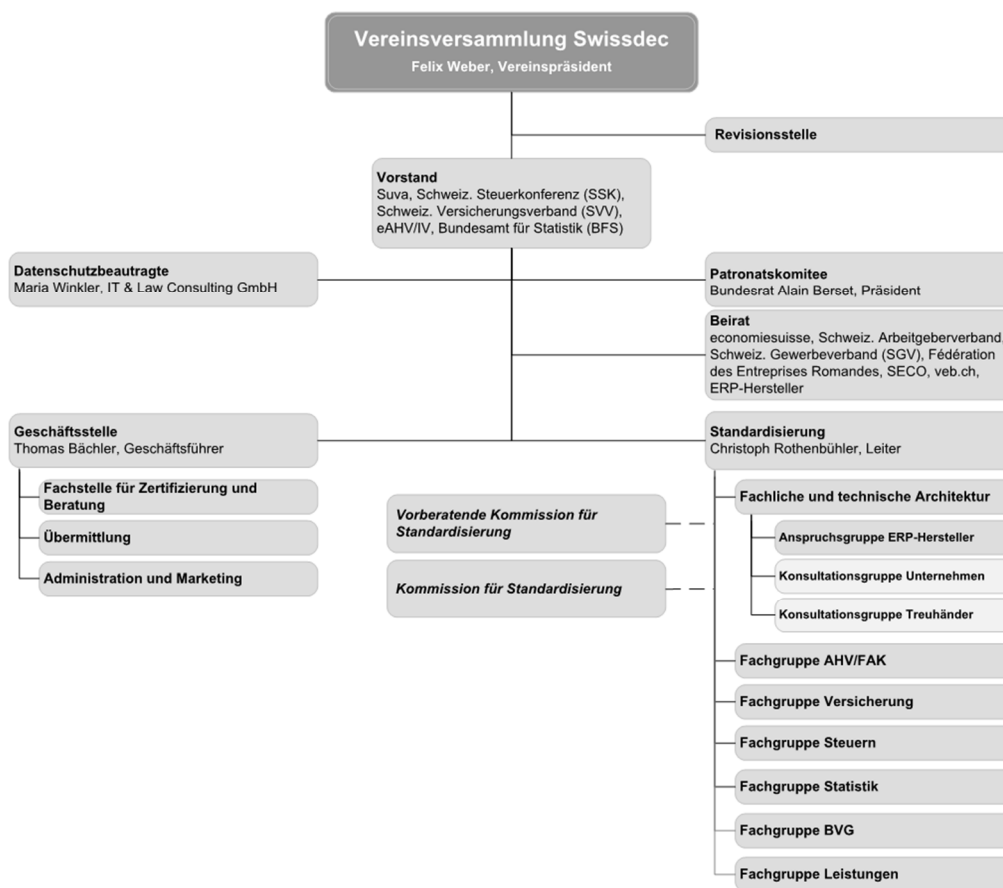 Vereinsversammlung Swissdec
Felix Weber, Vereinspräsident
Revisionsstelle
Vorstand
Suva, Schweiz. Steuerkonferenz (SSK),
Schweiz. Versicherungsverband (SVV),
eAHV/IV, Bundesamt für Statistik (BFS)
Datenschutzbeautragte
Maria Winkler, IT & Law Consulting GmbH
Patronatskomitee
Bundesrat Alain Berset, Präsident
Beirat
economiesuisse, Schweiz. Arbeitgeberverband,
Schweiz. Gewerbeverband (SGV), Fédération
des Entreprises Romandes, SECO, veb.ch,
ERP-Hersteller
Geschäftsstelle
Thomas Bächler, Geschäftsführer
Fachstelle für Zertifizierung und
Beratung
Übermittlung
Administration und Marketing
Vorberatende Kommission für
Standardisierung
Kommission für Standardisierung
Standardisierung
Christoph Rothenbühler, Leiter
Fachliche und technische Architektur
Anspruchsgruppe ERP-Hersteller
Konsultationsgruppe Unternehmen
Konsultationsgruppe Treuhänder
Fachgruppe AHV/FAK
Fachgruppe Versicherung
Fachgruppe Steuern
Fachgruppe Statistik
Fachgruppe BVG
Fachgruppe Leistungen